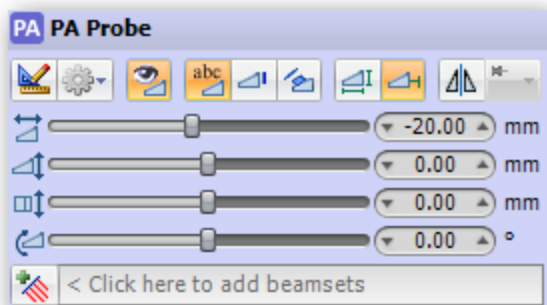 PA PA Probe
abc
-20.00 mm
0.00 mm
0.00 mm
0.00 °
< Click here to add beamsets